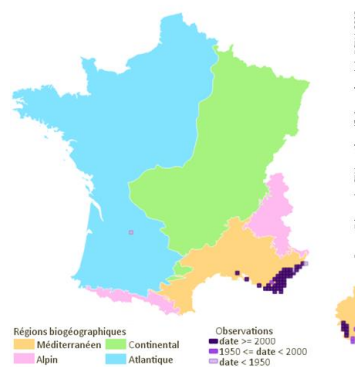 Régions biogéographiques
Méditerranéen
Continental
Alpin
Atlantique
Observations
date >= 2000
1950 <= date < 2000
date < 1950